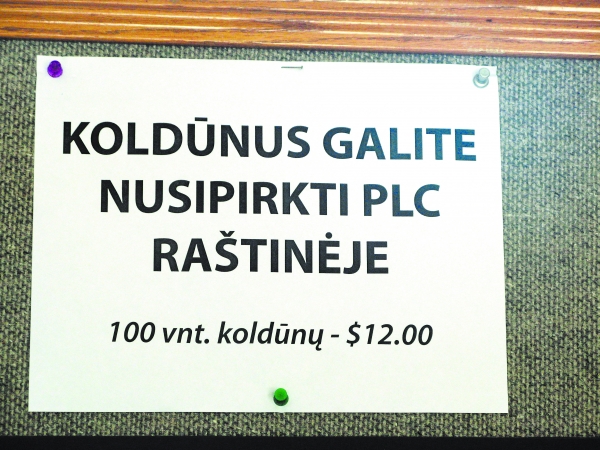 KOLDŪNUS GALITE
NUSIPIRKTI PLC
RAŠTINĖJE
100 vnt. koldūnų - $12.00